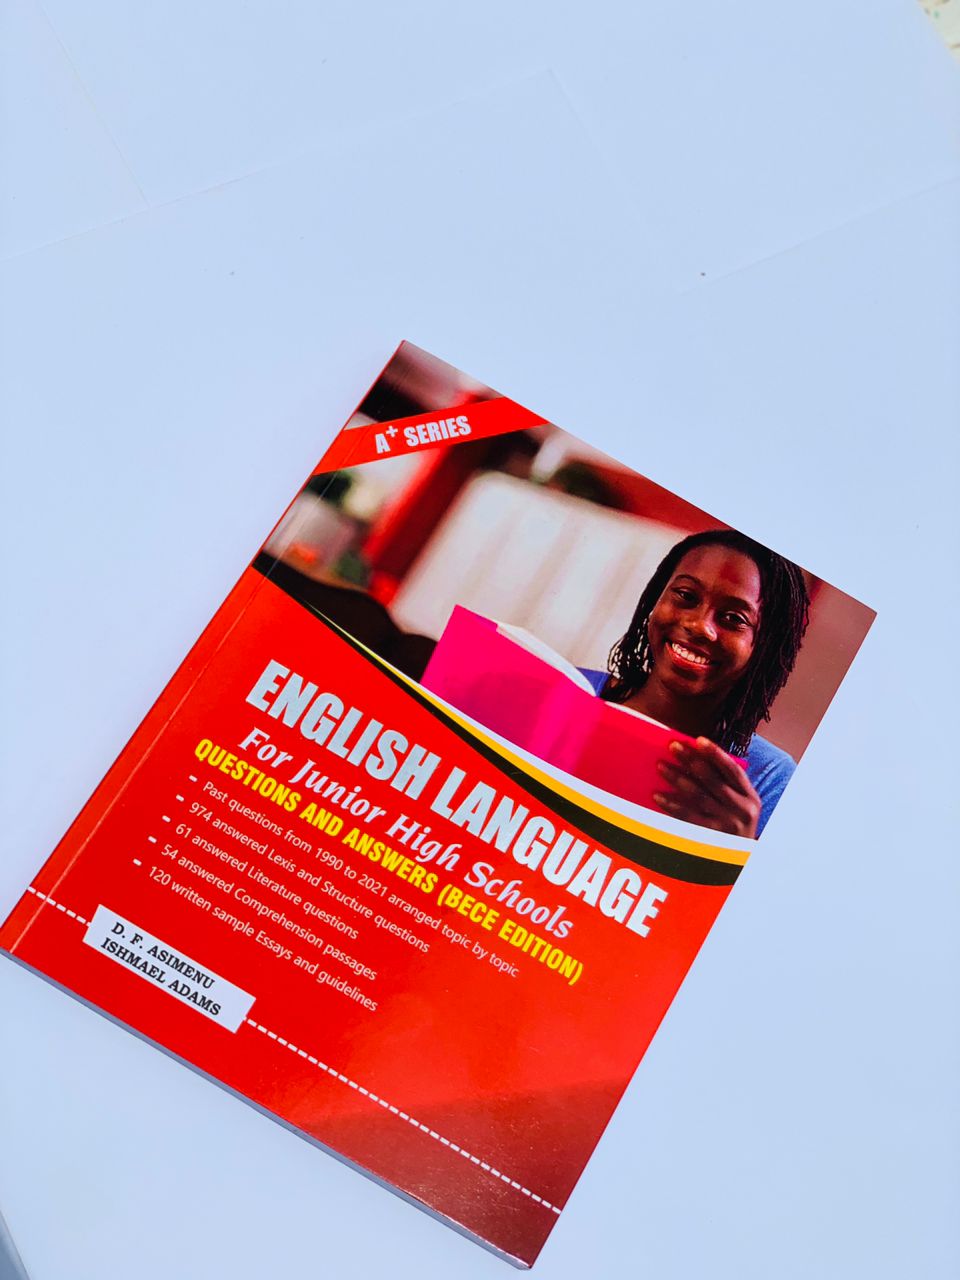 A+ SERIES
ENGLISH LANGUAGE
For Junior High Schools
QUESTIONS AND ANSWERS (BECE EDITION)
- Past questions from 1990 to 2021 arranged topic by topic
- 974 answered Lexis and Structure questions
- 61 answered Literature questions
- 54 answered Comprehension passages
- 120 written sample Essays and guidelines
D. F. ASIMENU
ISHMAEL ADAMS